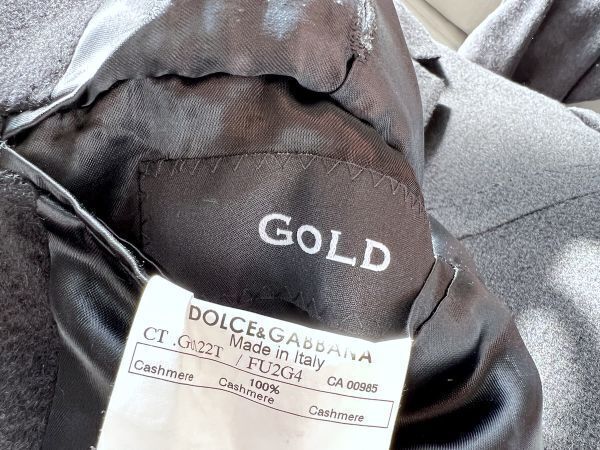 GOLD
DOLCE&GABBANA
Made in Italy
CT.G022T / FU2G4 CA 00985
100%
Cashmere Cashmere Cashmere